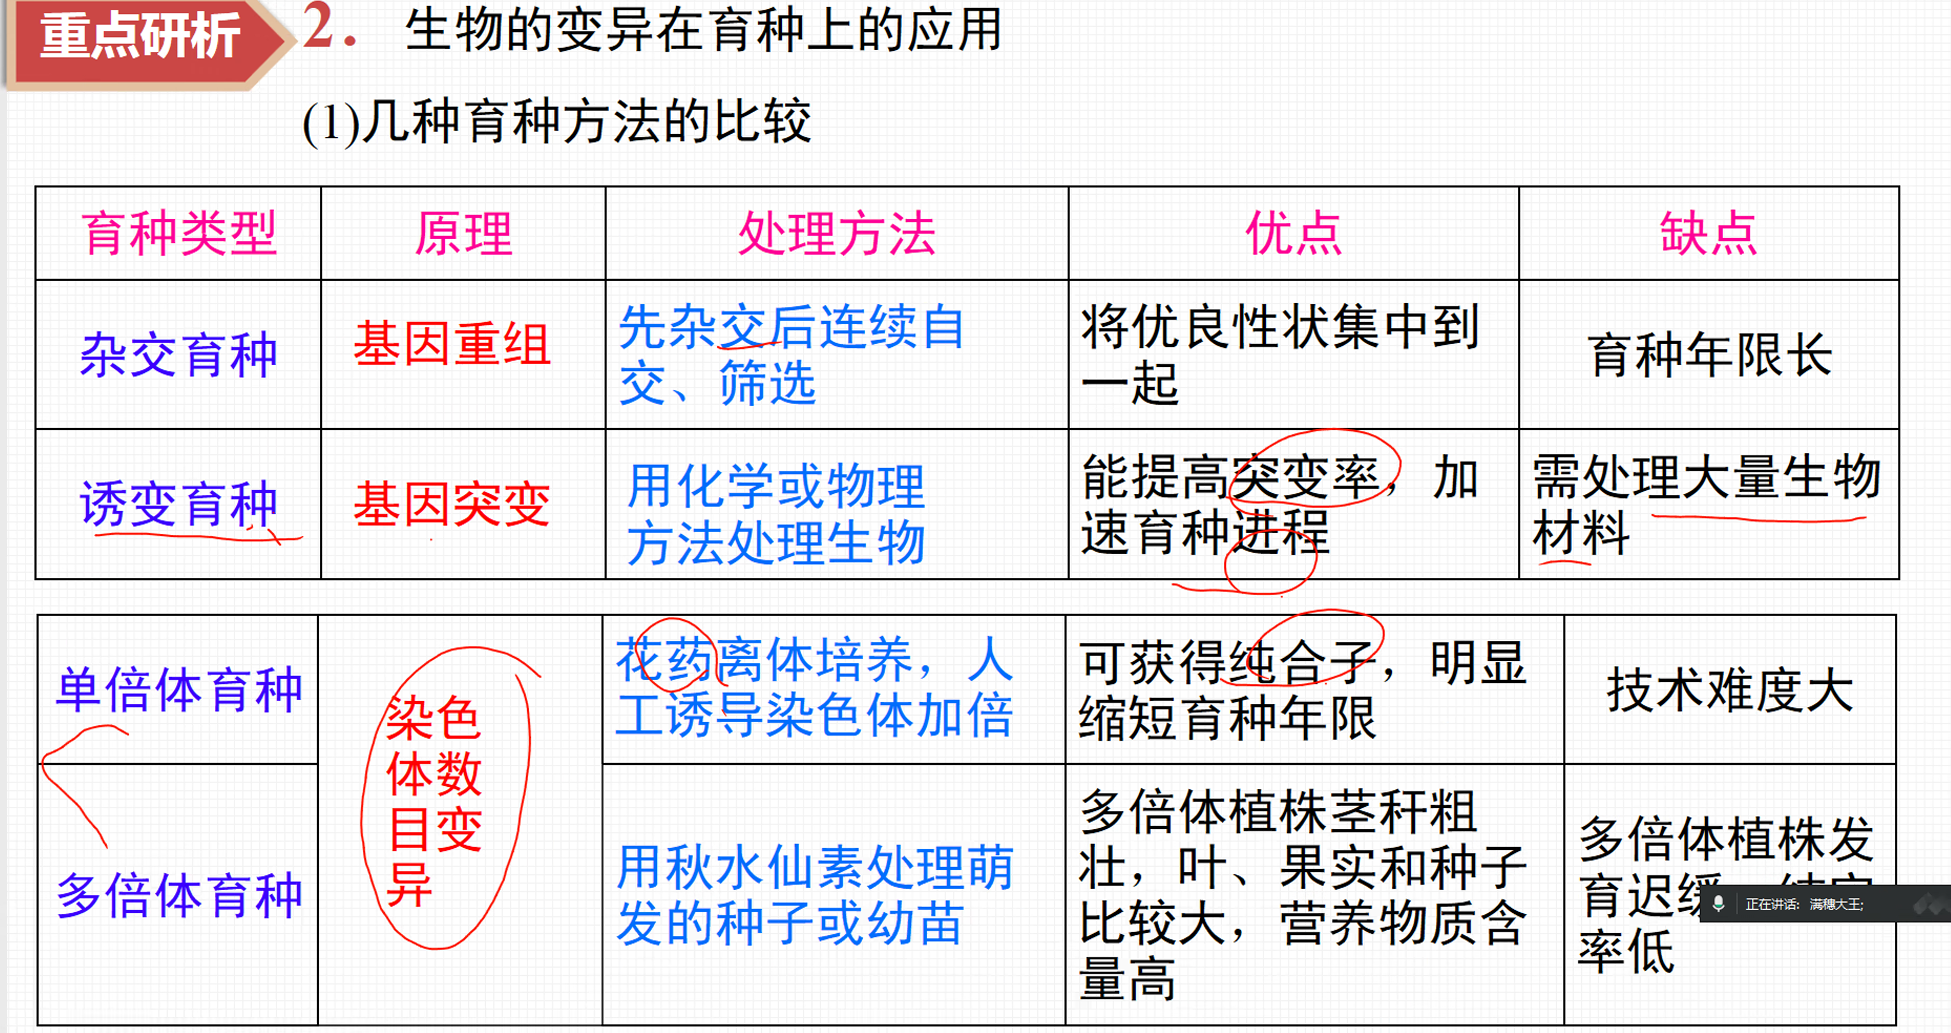 重点研析
2. 生物的变异在育种上的应用
(1)几种育种方法的比较
育种类型 原理 处理方法 优点 缺点
杂交育种
基因重组
先杂交后连续自
交、筛选
将优良性状集中到
一起
育种年限长
诱变育种
基因突变
用化学或物理
方法处理生物
能提高突变率，加
速育种进程
需处理大量生物
材料
单倍体育种
染色
体数
目变
异
花药离体培养，人
工诱导染色体加倍
可获得纯合子，明显
缩短育种年限
技术难度大
多倍体育种
用秋水仙素处理萌
发的种子或幼苗
多倍体植株茎秆粗
壮，叶、果实和种子
比较大，营养物质含
量高
多倍体植株发
育迟缓
率低
正在讲话: 满穗大王;